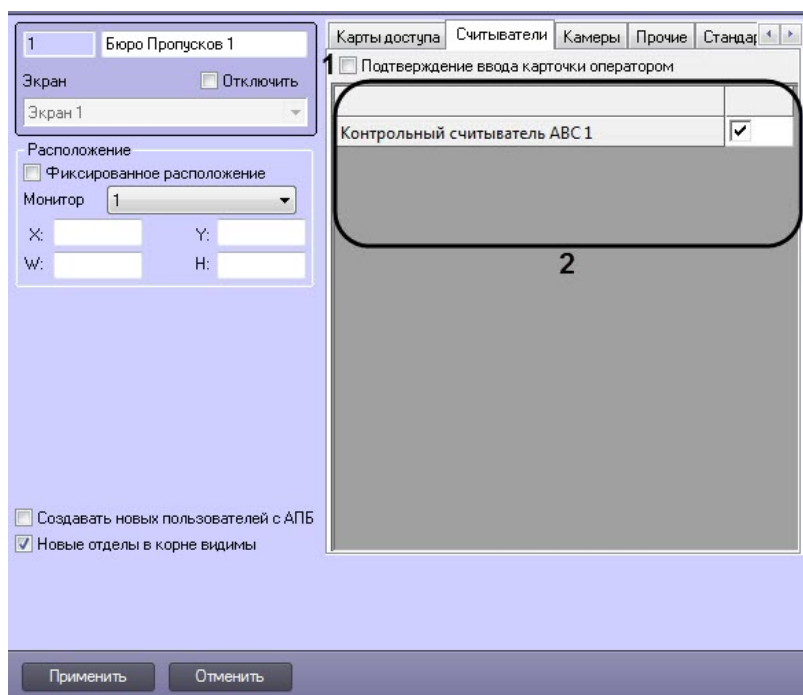 1 Бюро Пропусков 1
Экран Отключить
Экран 1
Расположение
Фиксированное расположение
Монитор 1
X: Y:
W: H:
Создавать новых пользователей с АПБ
Новые отделы в корне видимы
Карты доступа Считыватели Камеры Прочие Стандар
1 Подтверждение ввода карточки оператором
Контрольный считыватель ABC 1
2
Применить Отменить